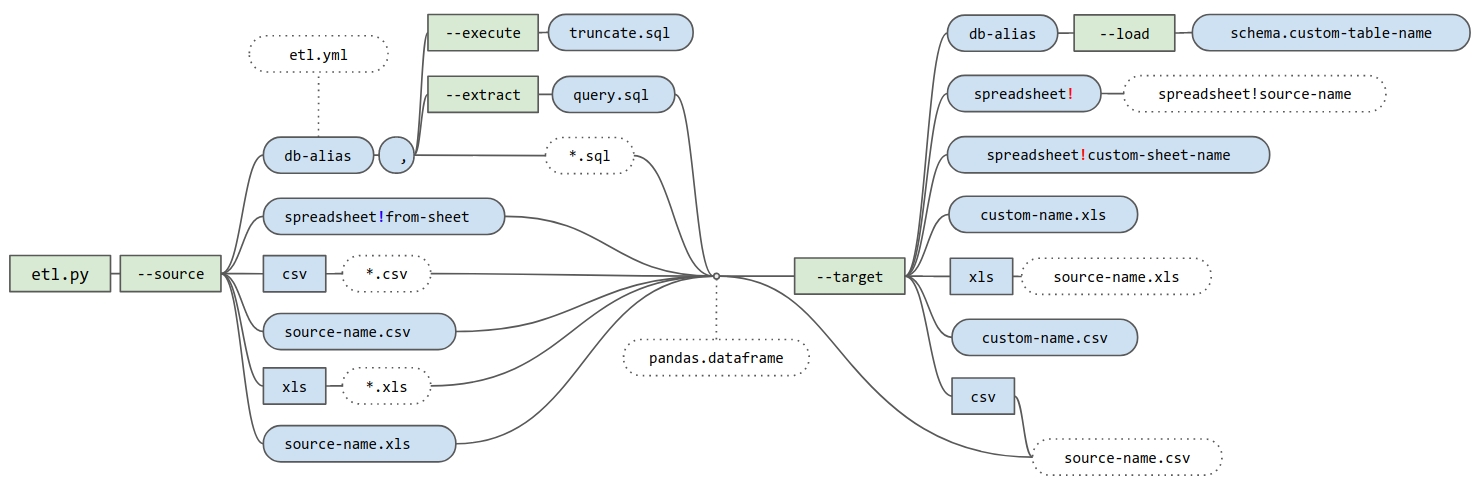 etl.py
--source
etl.yml
db-alias
,
--execute
truncate.sql
--extract
query.sql
*.sql
spreadsheet!from-sheet
csv
*.csv
source-name.csv
xls
*.xls
source-name.xls
pandas.dataframe
--target
db-alias
--load
schema.custom-table-name
spreadsheet!
spreadsheet!source-name
spreadsheet!custom-sheet-name
custom-name.xls
xls
source-name.xls
custom-name.csv
csv
source-name.csv